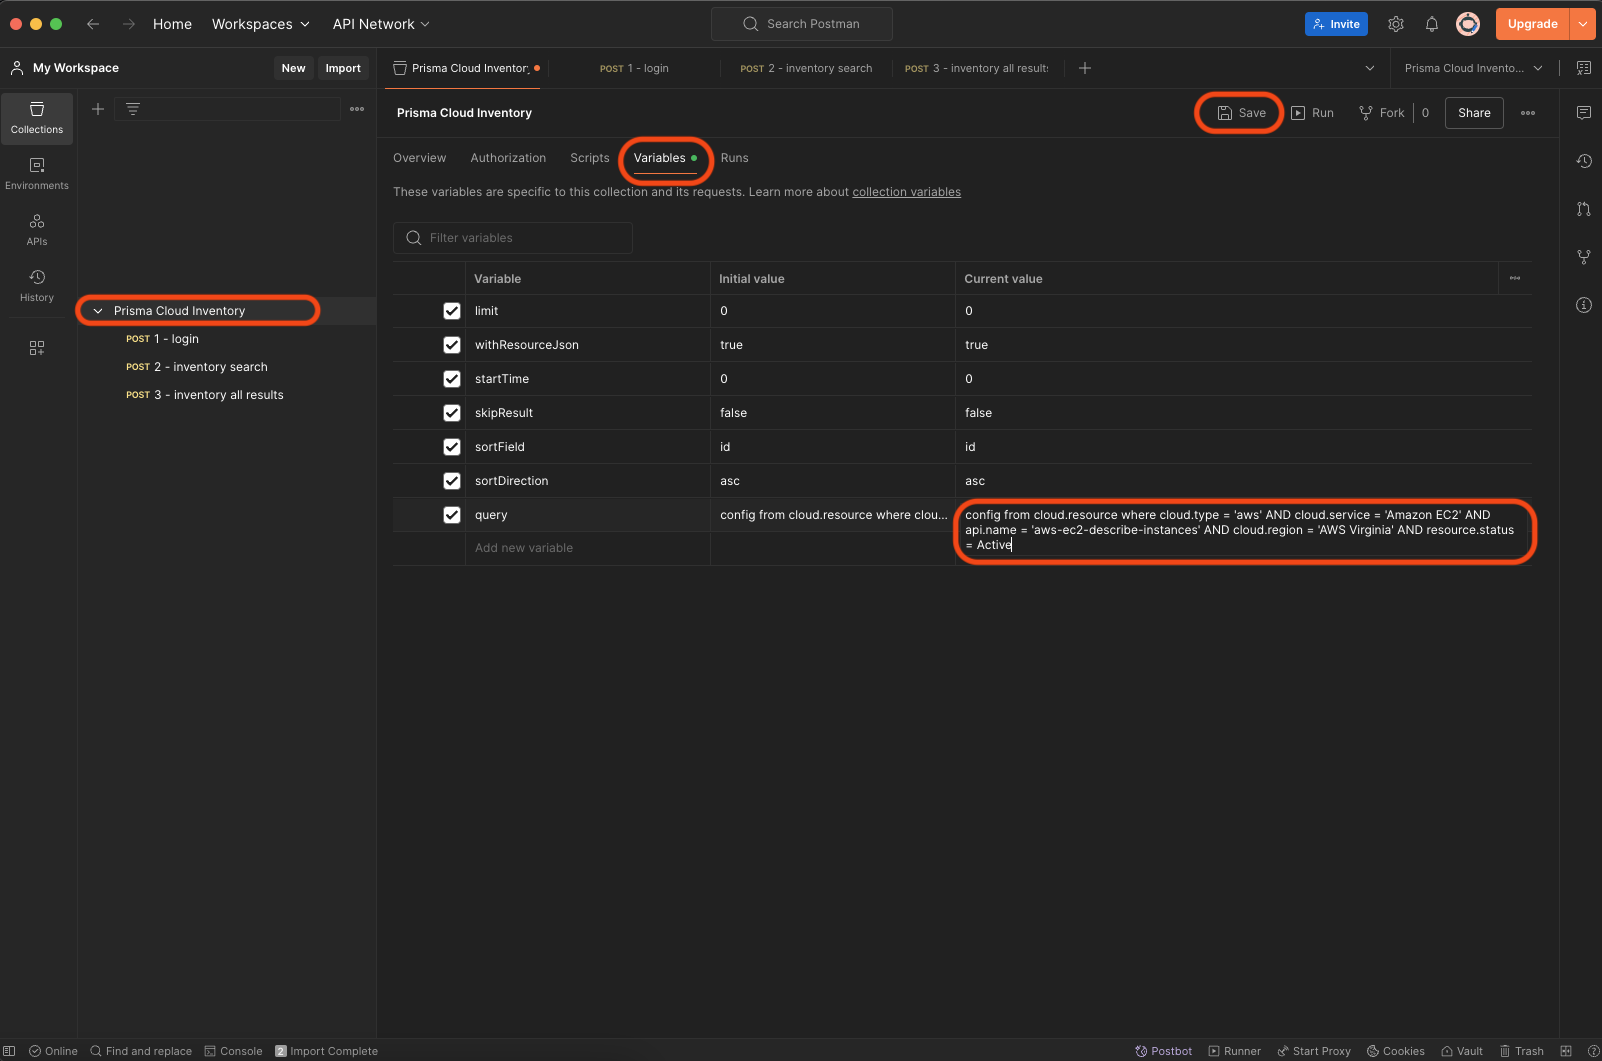 Home
Workspaces
API Network
Search Postman
Invite
Upgrade
My Workspace
New
Import
Prisma Cloud Inventory
POST 1 - login
POST 2 - inventory search
POST 3 - inventory all results
Prisma Cloud Invento...
Collections
Environments
APIs
History
Prisma Cloud Inventory
POST 1 - login
POST 2 - inventory search
POST 3 - inventory all results
Prisma Cloud Inventory
Save
Run
Fork
0
Share
Overview
Authorization
Scripts
Variables
Runs
These variables are specific to this collection and its requests. Learn more about collection variables
Filter variables
Variable
Initial value
Current value
limit
0
0
withResourceJson
true
true
startTime
0
0
skipResult
false
false
sortField
id
id
sortDirection
asc
asc
query
config from cloud.resource where clou...
config from cloud.resource where cloud.type = 'aws' AND cloud.service = 'Amazon EC2' AND
api.name = 'aws-ec2-describe-instances' AND cloud.region = 'AWS Virginia' AND resource.status
= Active
Add new variable
Online
Find and replace
Console
2 Import Complete
Postbot
Runner
Start Proxy
Cookies
Vault
Trash